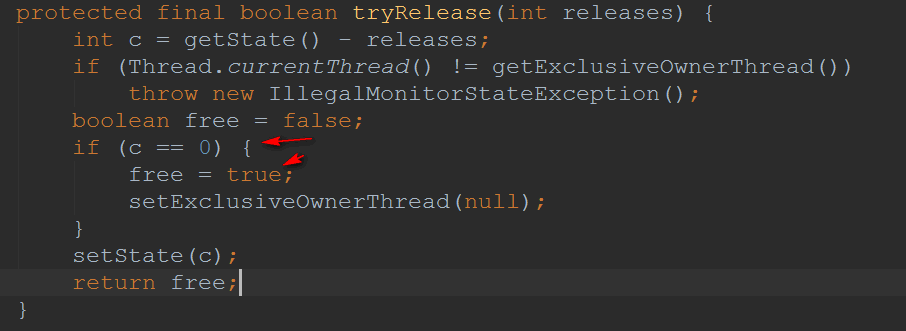 protected final boolean tryRelease(int releases) {
    int c = getState() - releases;
    if (Thread.currentThread() != getExclusiveOwnerThread())
        throw new IllegalMonitorStateException();
    boolean free = false;
    if (c == 0) {
        free = true;
        setExclusiveOwnerThread(null);
    }
    setState(c);
    return free;
}